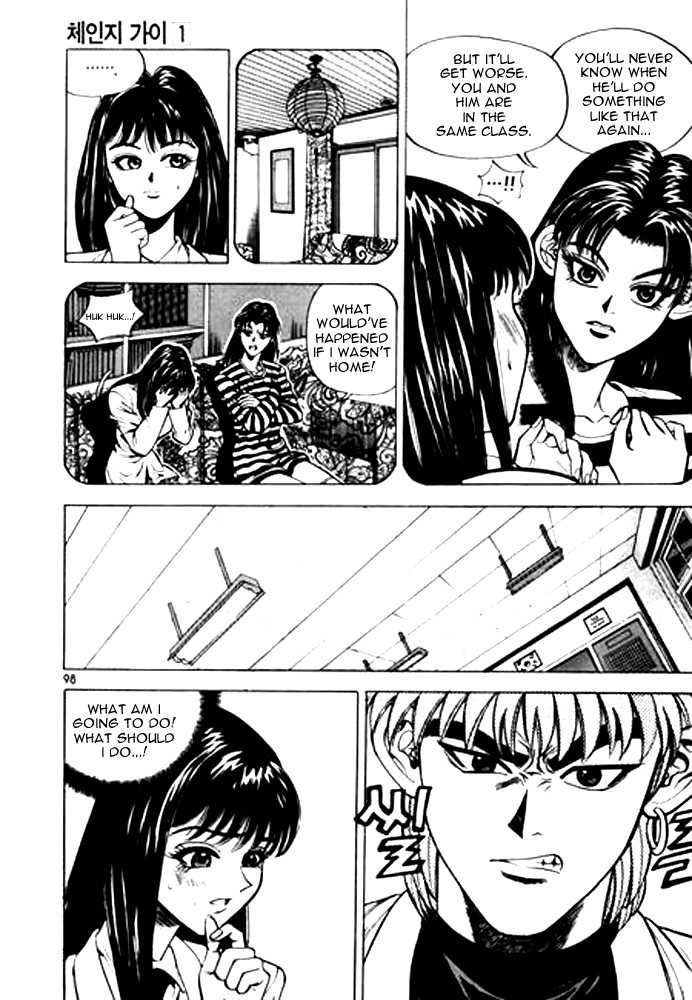 체인지 가이 1
......
BUT IT'LL
GET WORSE.
YOU AND
HIM ARE
IN THE
SAME CLASS.
YOU'LL NEVER
KNOW WHEN
HE'LL DO
SOMETHING
LIKE THAT
AGAIN...
...!!
HUK HUK...!
WHAT
WOULD'VE
HAPPENED
IF I WASN'T
HOME!
98
WHAT AM I
GOING TO DO!
WHAT SHOULD
I DO...!
씰
룩